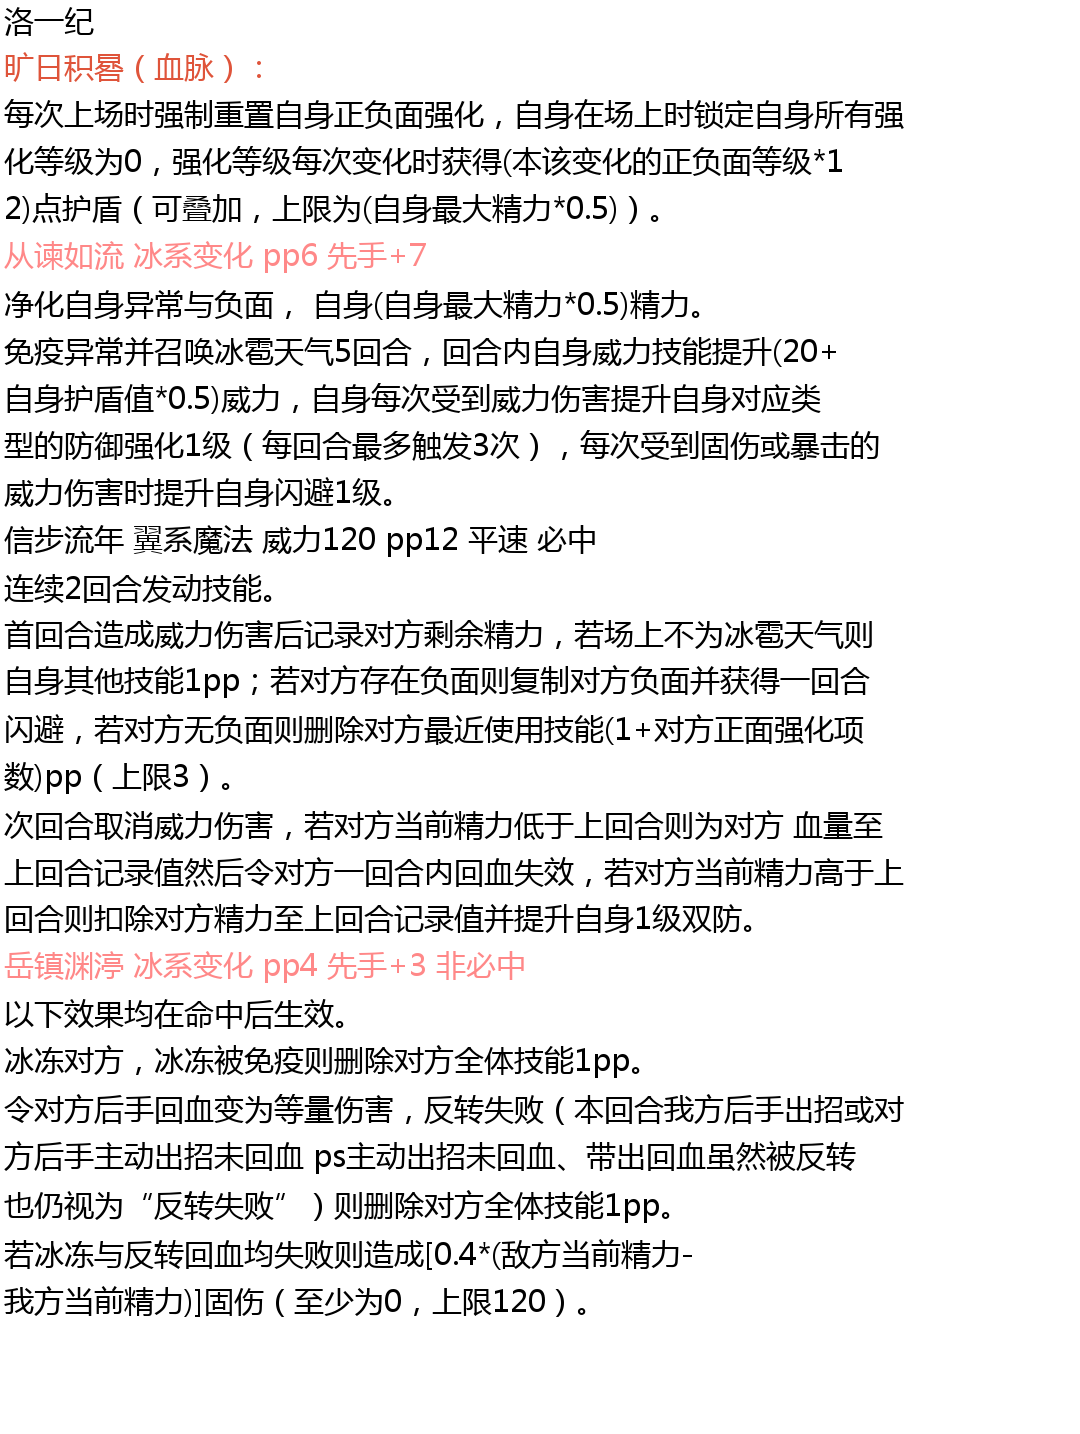 洛一纪
旷日积晷（血脉）：
每次上场时强制重置自身正负面强化，自身在场上时锁定自身所有强
化等级为0，强化等级每次变化时获得(本该变化的正负面等级*1
2)点护盾（可叠加，上限为(自身最大精力*0.5)）。
从谏如流 冰系变化 pp6 先手+7
净化自身异常与负面， 自身(自身最大精力*0.5)精力。
免疫异常并召唤冰雹天气5回合，回合内自身威力技能提升(20+
自身护盾值*0.5)威力，自身每次受到威力伤害提升自身对应类
型的防御强化1级（每回合最多触发3次），每次受到固伤或暴击的
威力伤害时提升自身闪避1级。
信步流年 翼系魔法 威力120 pp12 平速 必中
连续2回合发动技能。
首回合造成威力伤害后记录对方剩余精力，若场上不为冰雹天气则
自身其他技能1pp；若对方存在负面则复制对方负面并获得一回合
闪避，若对方无负面则删除对方最近使用技能(1+对方正面强化项
数)pp（上限3）。
次回合取消威力伤害，若对方当前精力低于上回合则为对方 血量至
上回合记录值然后令对方一回合内回血失效，若对方当前精力高于上
回合则扣除对方精力至上回合记录值并提升自身1级双防。
岳镇渊渟 冰系变化 pp4 先手+3 非必中
以下效果均在命中后生效。
冰冻对方，冰冻被免疫则删除对方全体技能1pp。
令对方后手回血变为等量伤害，反转失败（本回合我方后手出招或对
方后手主动出招未回血 ps主动出招未回血、带出回血虽然被反转
也仍视为“反转失败”）则删除对方全体技能1pp。
若冰冻与反转回血均失败则造成[0.4*(敌方当前精力-
我方当前精力)]固伤（至少为0，上限120）。